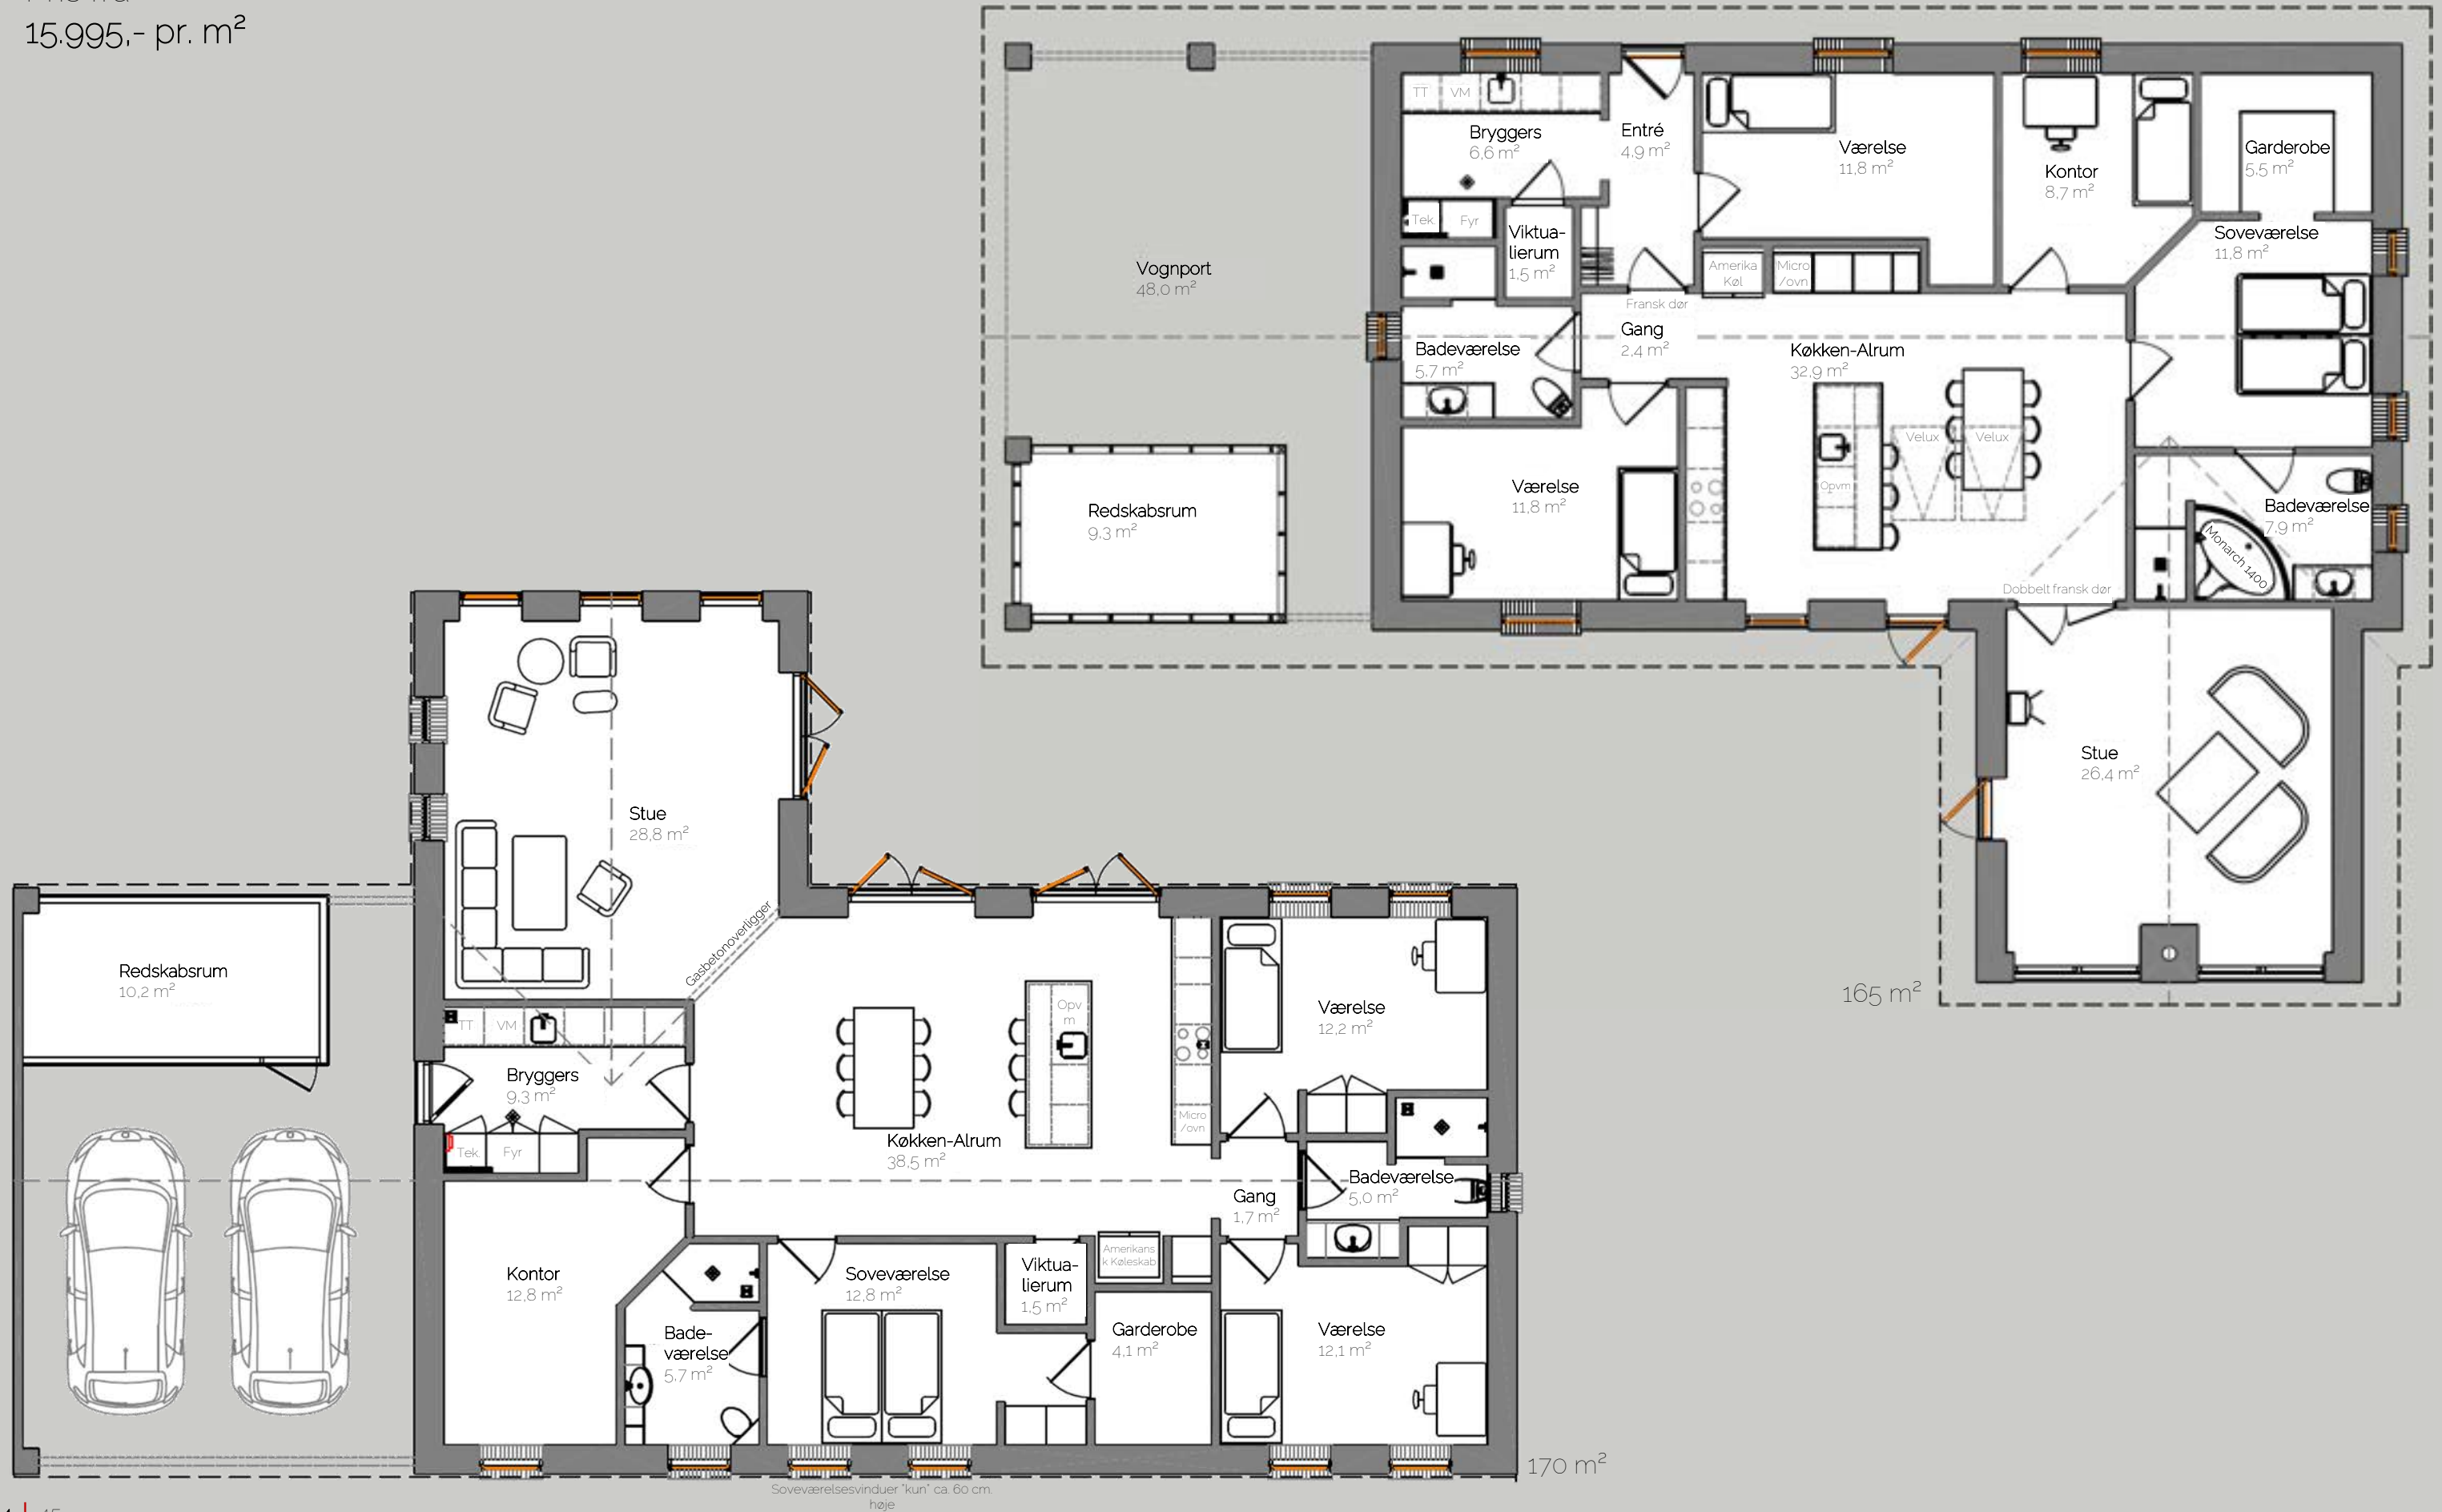 15.995,- pr. m²
TT
VM
Bryggers
6,6 m²
Entré
4,9 m²
Værelse
11,8 m²
Kontor
8,7 m²
Garderobe
5,5 m²
Tek.
Fyr
Viktua-
lierum
1,5 m²
Soveværelse
11,8 m²
Vognport
48,0 m²
Amerika
Køl
Micro
/ovn
Fransk dør
Gang
2,4 m²
Badeværelse
5,7 m²
Køkken-Alrum
32,9 m²
Velux
Velux
Opvm
Værelse
11,8 m²
Redskabsrum
9,3 m²
Badeværelse
7,9 m²
Monarch 1400
Dobbelt fransk dør
Stue
26,4 m²
165 m²
Stue
28,8 m²
Gasbetonoverligger
Redskabsrum
10,2 m²
TT
VM
Bryggers
9,3 m²
Tek.
Fyr
Opv
m
Micro
/ovn
Køkken-Alrum
38,5 m²
Værelse
12,2 m²
Badeværelse
5,0 m²
Gang
1,7 m²
Kontor
12,8 m²
Bade-
værelse
5,7 m²
Soveværelse
12,8 m²
Viktua-
lierum
1,5 m²
Amerikans
k Køleskab
Garderobe
4,1 m²
Værelse
12,1 m²
170 m²
Soveværelsesvinduer "kun" ca. 60 cm.
høje